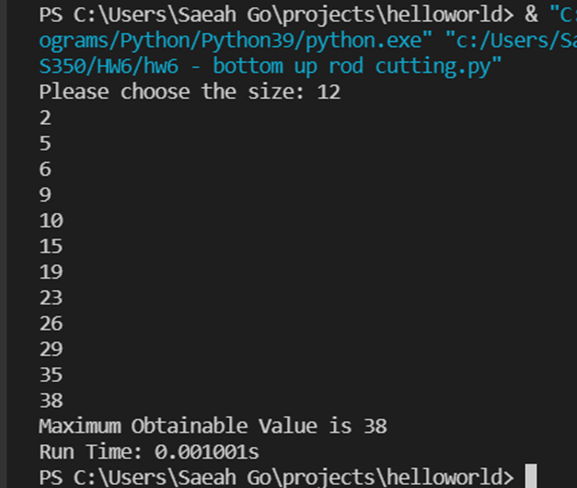 PS C:\Users\Saeah Go\projects\helloworld> & "C:
ograms/Python/Python39/python.exe" "c:/Users/Sa
S350/HW6/hw6 - bottom up rod cutting.py"
Please choose the size: 12
2
5
6
9
10
15
19
23
26
29
35
38
Maximum Obtainable Value is 38
Run Time: 0.001001s
PS C:\Users\Saeah Go\projects\helloworld>